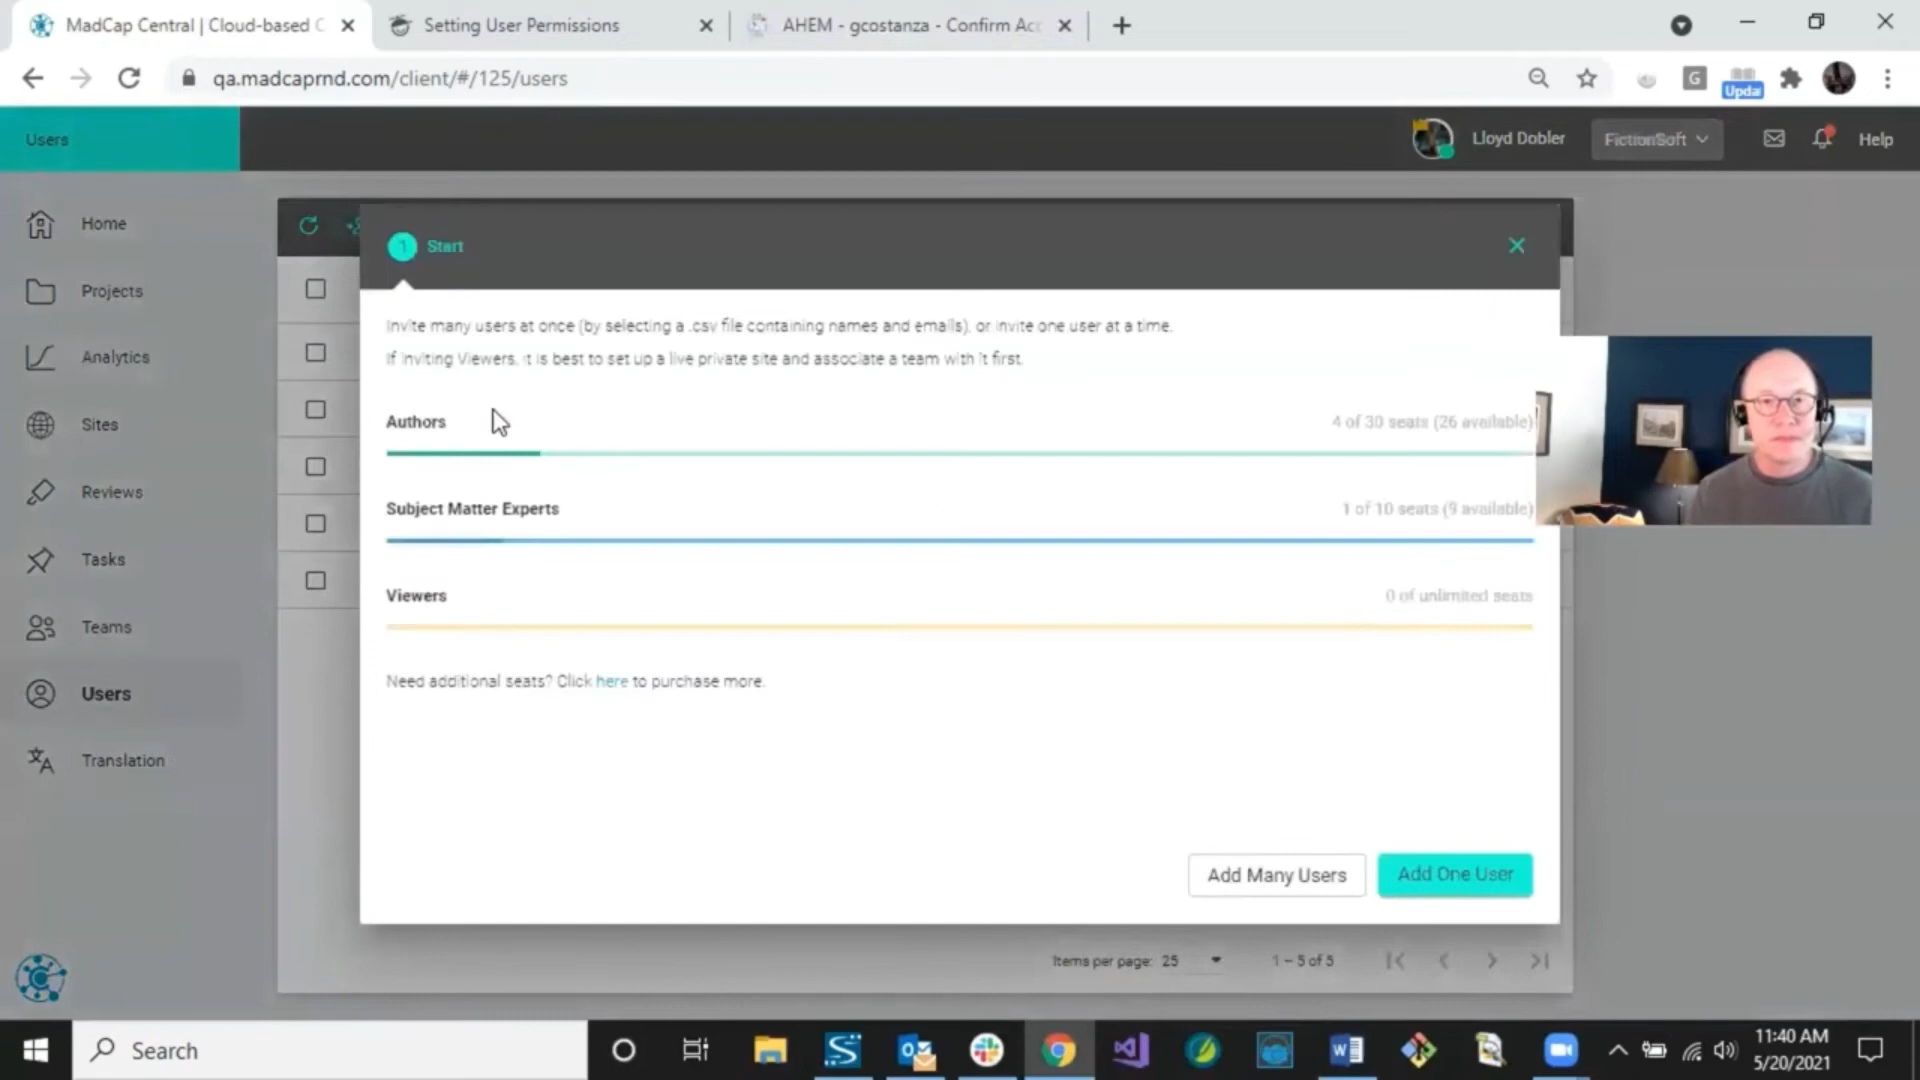 MadCap Central | Cloud-based C
Setting User Permissions
AHEM - gcostanza - Confirm Acc
qa.madcaprnd.com/client/#/125/users
G
Updat
Users
Lloyd Dobler
FictionSoft
Help
Home
Projects
Analytics
Sites
Reviews
Tasks
Teams
Users
Translation
1 Start
Invite many users at once (by selecting a .csv file containing names and emails), or invite one user at a time.
If inviting Viewers, it is best to set up a live private site and associate a team with it first.
Authors
4 of 30 seats (26 available)
Subject Matter Experts
1 of 10 seats (9 available)
Viewers
0 of unlimited seats
Need additional seats? Click here to purchase more.
Add Many Users
Add One User
Items per page: 25
1 – 5 of 5
Search
11:40 AM
5/20/2021